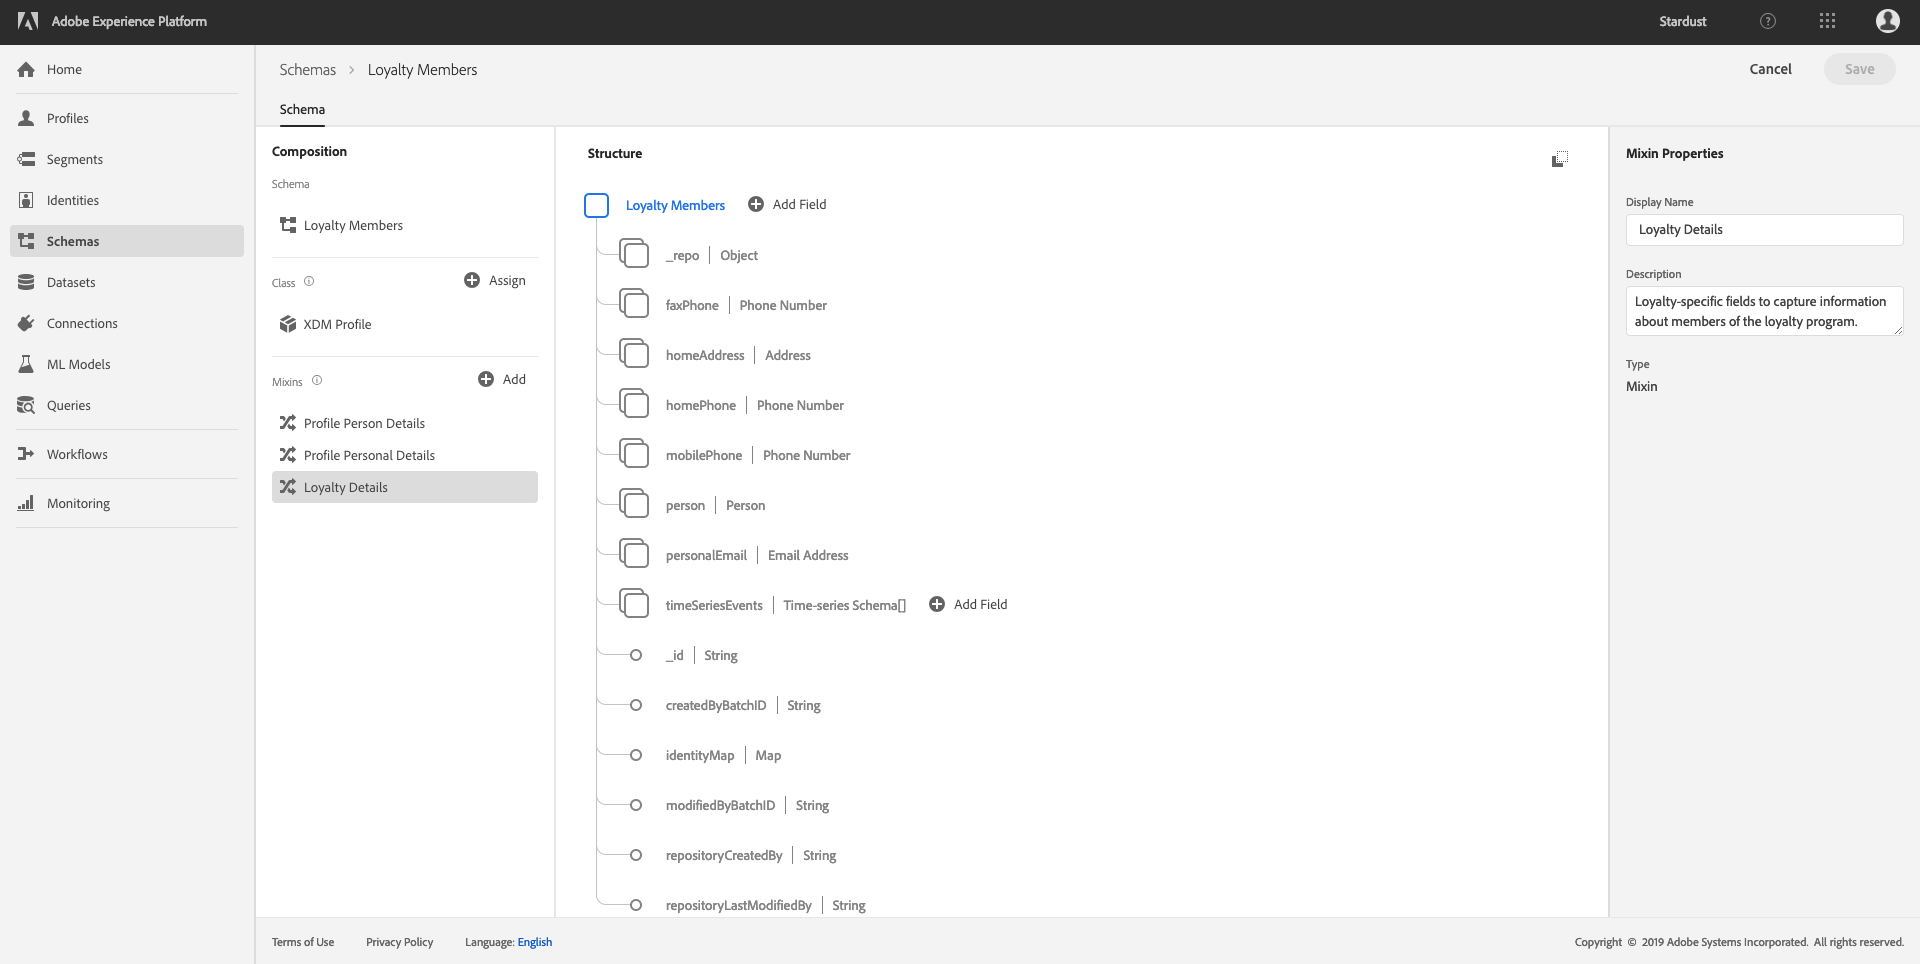 Adobe Experience Platform
Stardust
Home
Profiles
Segments
Identities
Schemas
Datasets
Connections
ML Models
Queries
Workflows
Monitoring
Schemas > Loyalty Members
Cancel
Save
Schema
Composition
Schema
Loyalty Members
Class
Assign
XDM Profile
Mixins
Add
Profile Person Details
Profile Personal Details
Loyalty Details
Structure
Loyalty Members
Add Field
_repo | Object
faxPhone | Phone Number
homeAddress | Address
homePhone | Phone Number
mobilePhone | Phone Number
person | Person
personalEmail | Email Address
timeSeriesEvents | Time-series Schema[]
Add Field
_id | String
createdByBatchID | String
identityMap | Map
modifiedByBatchID | String
repositoryCreatedBy | String
repositoryLastModifiedBy | String
Mixin Properties
Display Name
Loyalty Details
Description
Loyalty-specific fields to capture information
about members of the loyalty program.
Type
Mixin
Terms of Use
Privacy Policy
Language: English
Copyright © 2019 Adobe Systems Incorporated. All rights reserved.